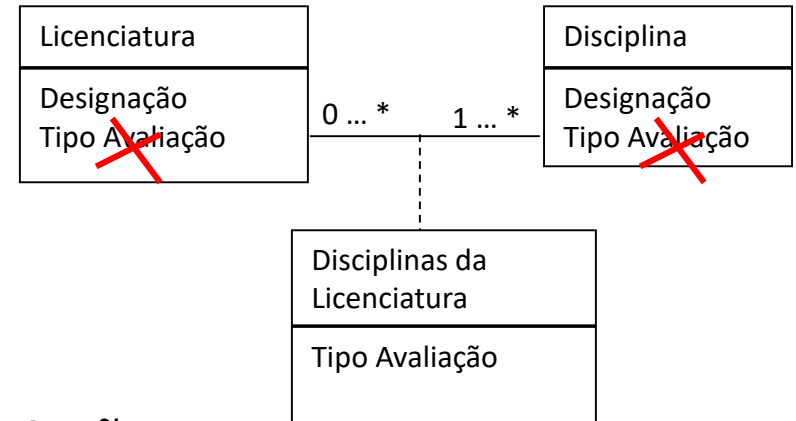 Licenciatura
Designação
Tipo Avaliação
0 ... *
1 ... *
Disciplina
Designação
Tipo Avaliação
Disciplinas da
Licenciatura
Tipo Avaliação